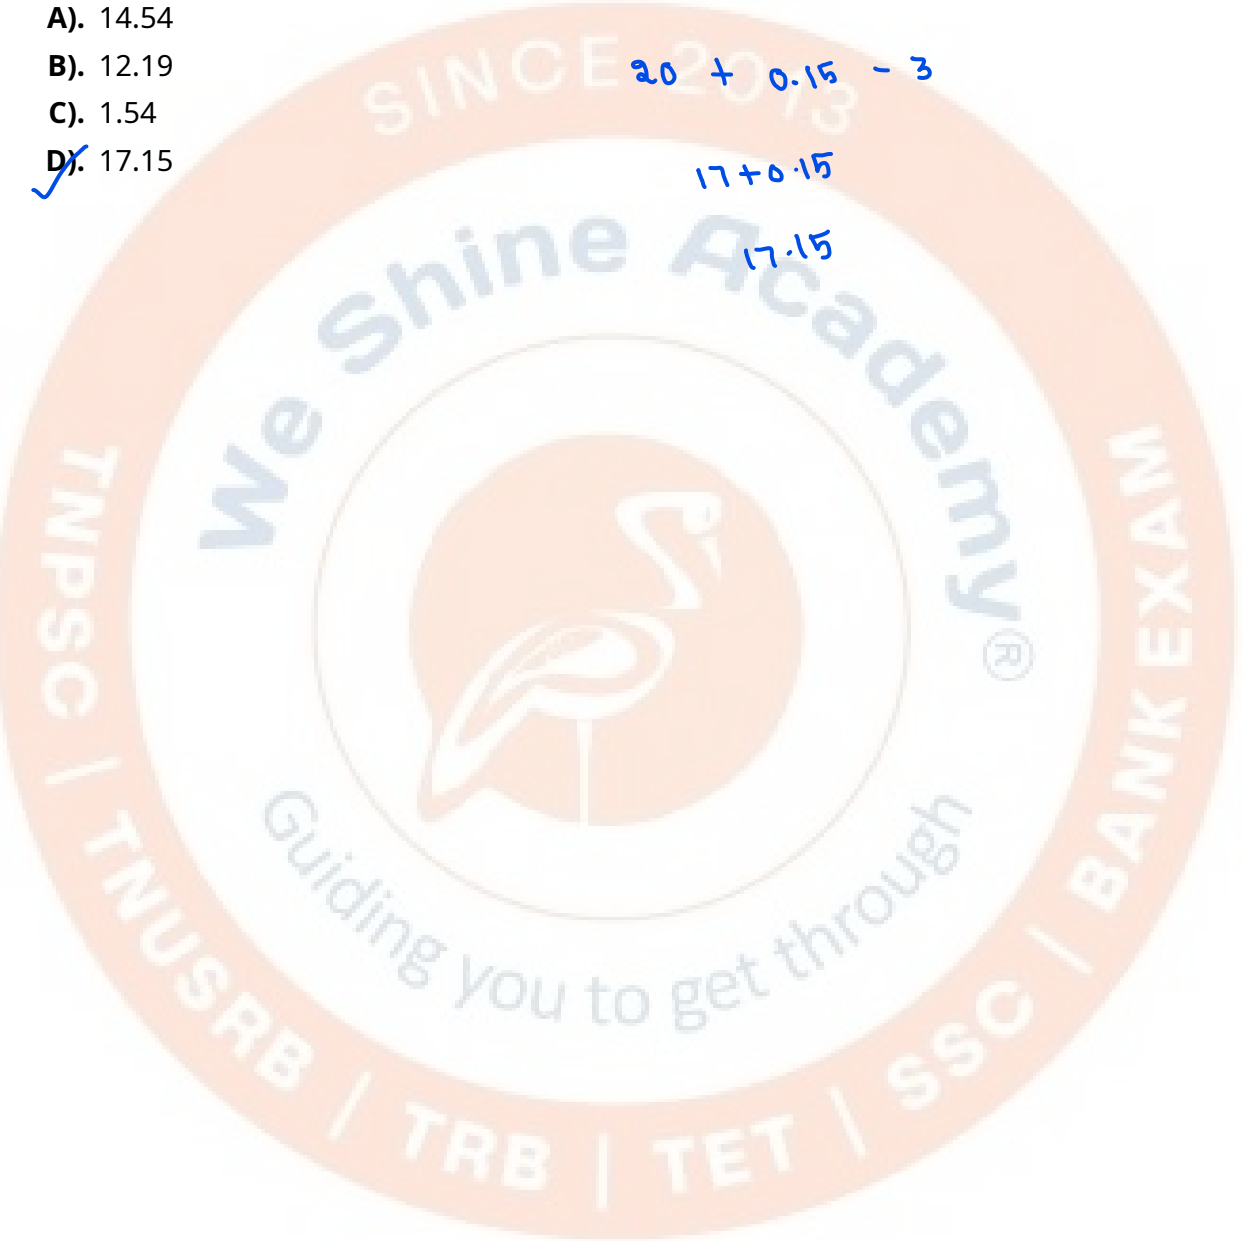 A). 14.54
B). 12.19
C). 1.54
D). 17.15
20 + 0.15 - 3
17 + 0.15
17.15
SINCE 2013
We Shine Academy®
Guiding you to get through
TNPSC | TNUSRB | TRB | TET | SSC | BANK EXAM